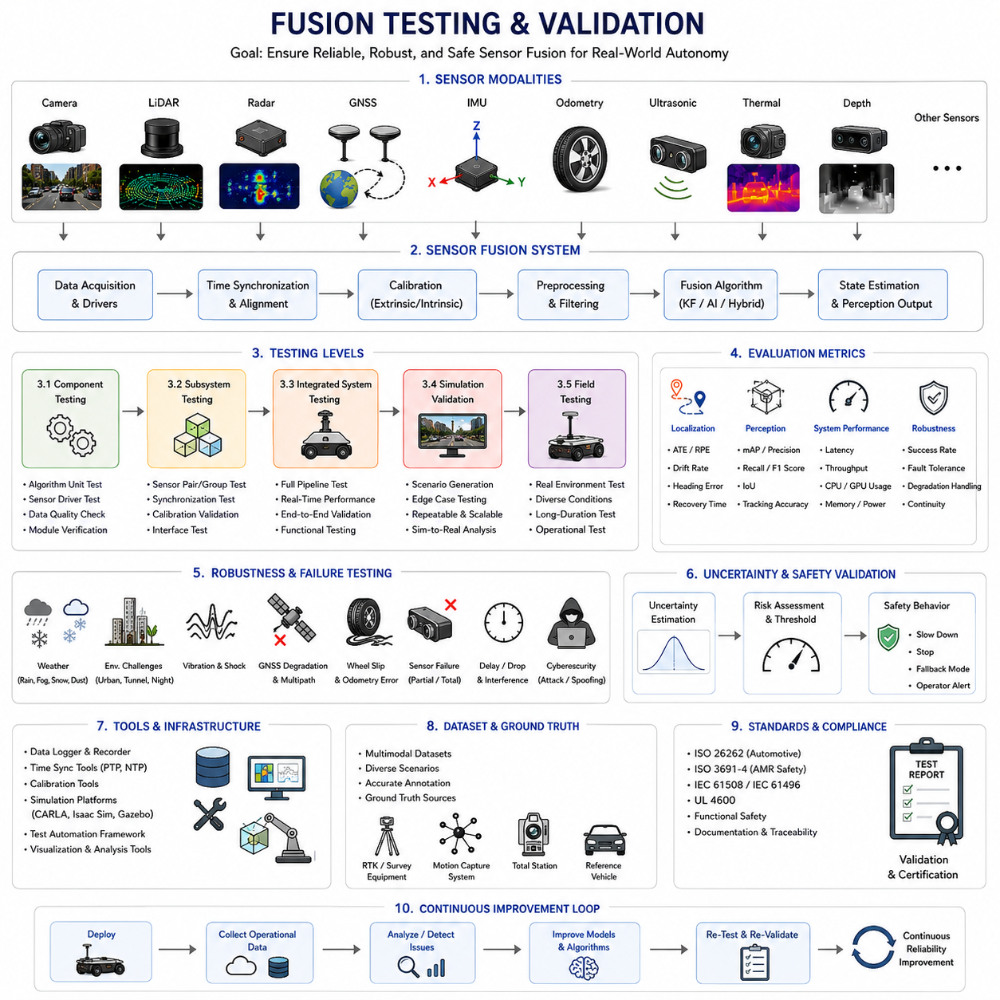 FUSION TESTING & VALIDATION
Goal: Ensure Reliable, Robust, and Safe Sensor Fusion for Real-World Autonomy
1. SENSOR MODALITIES
Camera
LiDAR
Radar
GNSS
IMU
Odometry
Ultrasonic
Thermal
Depth
Other Sensors
...
Z
X
Y
2. SENSOR FUSION SYSTEM
Data Acquisition
& Drivers
Time Synchronization
& Alignment
Calibration
(Extrinsic/Intrinsic)
Preprocessing
& Filtering
Fusion Algorithm
(KF / AI / Hybrid)
State Estimation
& Perception Output
3. TESTING LEVELS
3.1 Component
Testing
• Algorithm Unit Test
• Sensor Driver Test
• Data Quality Check
• Module Verification
3.2 Subsystem
Testing
• Sensor Pair/Group Test
• Synchronization Test
• Calibration Validation
• Interface Test
3.3 Integrated System
Testing
• Full Pipeline Test
• Real-Time Performance
• End-to-End Validation
• Functional Testing
3.4 Simulation
Validation
• Scenario Generation
• Edge Case Testing
• Repeatable & Scalable
• Sim-to-Real Analysis
3.5 Field
Testing
• Real Environment Test
• Diverse Conditions
• Long-Duration Test
• Operational Test
4. EVALUATION METRICS
Localization
• ATE / RPE
• Drift Rate
• Heading Error
• Recovery Time
Perception
• mAP / Precision
• Recall / F1 Score
• IoU
• Tracking Accuracy
System Performance
• Latency
• Throughput
• CPU / GPU Usage
• Memory / Power
Robustness
• Success Rate
• Fault Tolerance
• Degradation Handling
• Continuity
5. ROBUSTNESS & FAILURE TESTING
Weather
(Rain, Fog, Snow, Dust)
Env. Challenges
(Urban, Tunnel, Night)
Vibration & Shock
GNSS Degradation
& Multipath
Wheel Slip
& Odometry Error
Sensor Failure
(Partial / Total)
Delay / Drop
& Interference
Cyberscurity
(Attack / Spoofing)
6. UNCERTAINTY & SAFETY VALIDATION
Uncertainty
Estimation
Risk Assessment
& Threshold
Safety Behavior
• Slow Down
• Stop
• Fallback Mode
• Operator Alert
7. TOOLS & INFRASTRUCTURE
• Data Logger & Recorder
• Time Sync Tools (PTP, NTP)
• Calibration Tools
• Simulation Platforms
(CARLA, Isaac Sim, Gazebo)
• Test Automation Framework
• Visualization & Analysis Tools
8. DATASET & GROUND TRUTH
• Multimodal Datasets
• Diverse Scenarios
• Accurate Annotation
• Ground Truth Sources
RTK / Survey
Equipment
Motion Capture
System
Total Station
Reference
Vehicle
9. STANDARDS & COMPLIANCE
• ISO 26262 (Automotive)
• ISO 3691-4 (AMR Safety)
• IEC 61508 / IEC 61496
• UL 4600
• Functional Safety
• Documentation & Traceability
TEST
REPORT
Validation
& Certification
10. CONTINUOUS IMPROVEMENT LOOP
Deploy
Collect Operational
Data
Analyze / Detect
Issues
Improve Models
& Algorithms
Re-Test & Re-Validate
Continuous
Reliability
Improvement